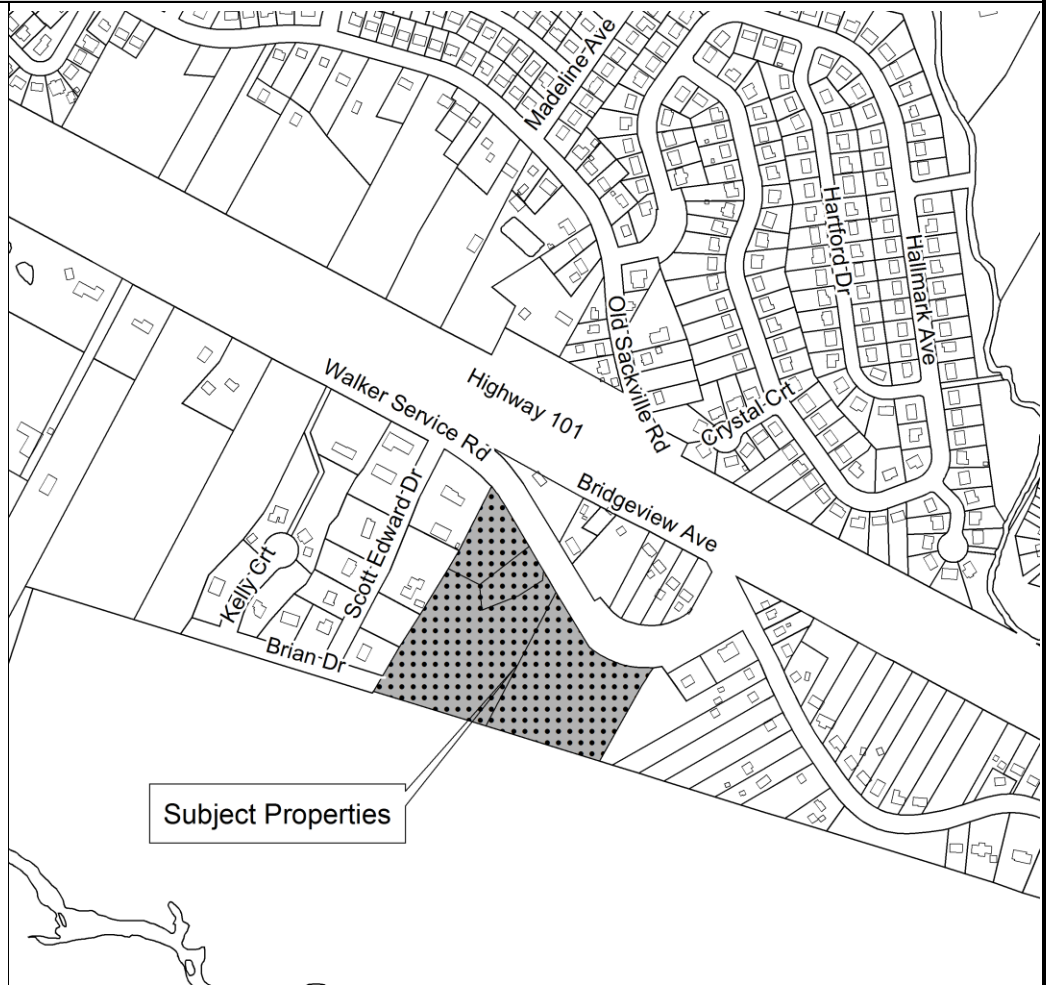 Madeline Ave
Hartford Dr
Hallmark Ave
Old Sackville Rd
Walker Service Rd
Highway 101
Crystal Crt
Bridgeview Ave
Scott Edward Dr
Kelly Crt
Brian Dr
Subject Properties